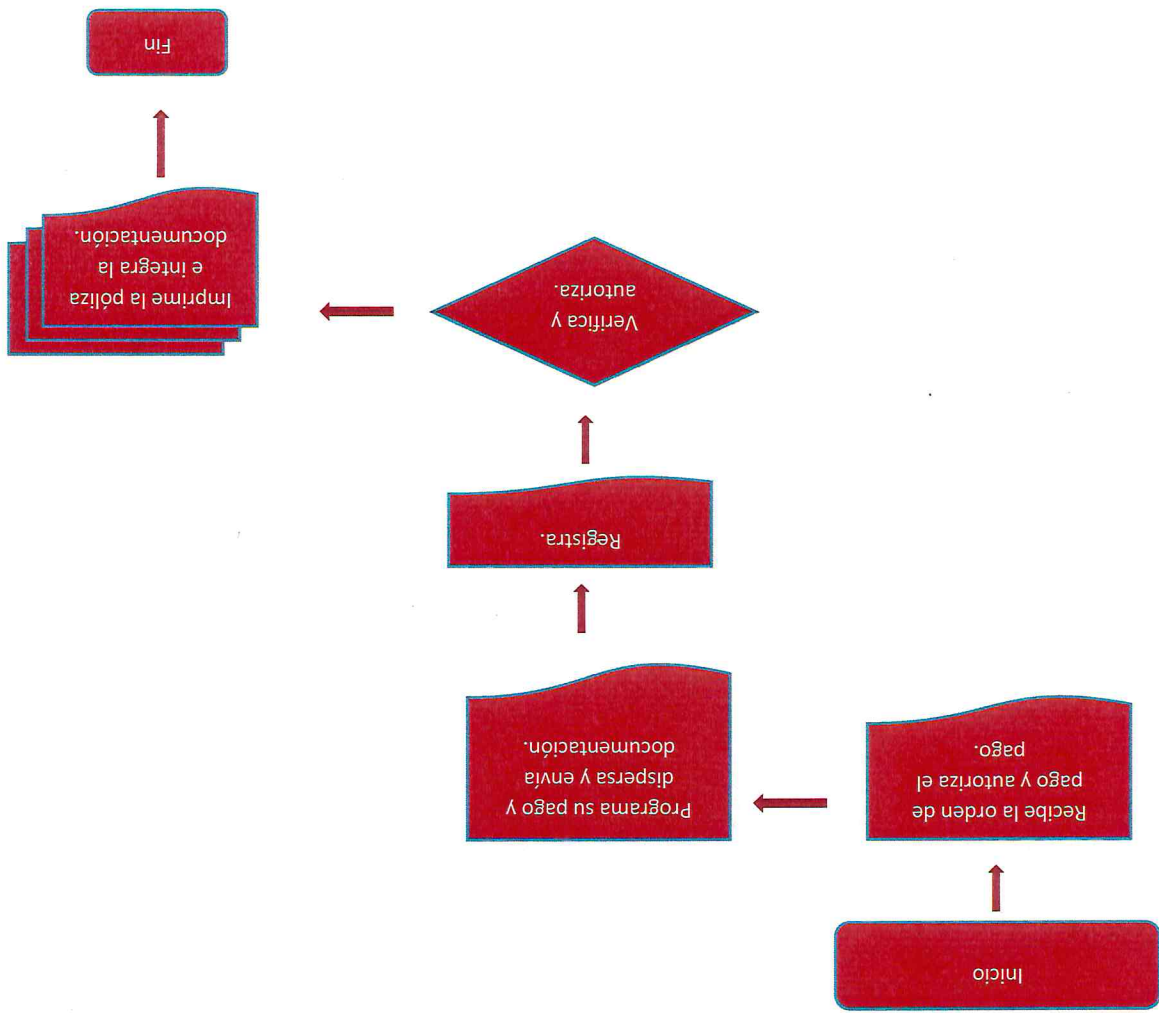 Inicio
Recibe la orden de
pago y autoriza el
pago.
Programa su pago y
dispersa y envía
documentación.
Registra.
Verifica y
autoriza.
Imprime la póliza
e integra la
documentación.
Fin